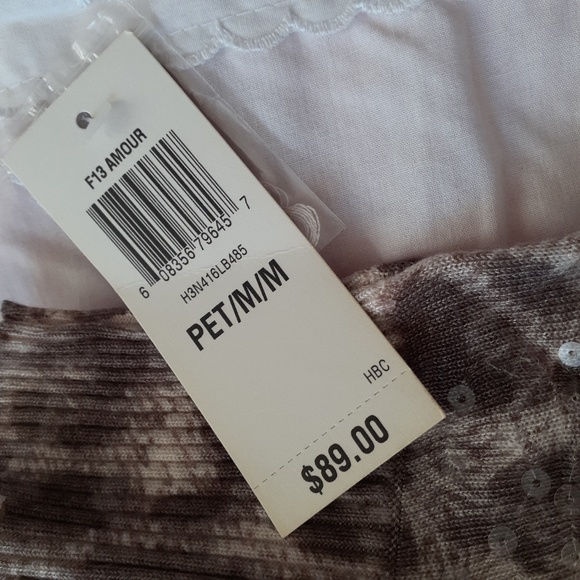 F13 AMOUR
6 08356 79645 7
H3N416LB485
PET/M/M
HBC
$89.00